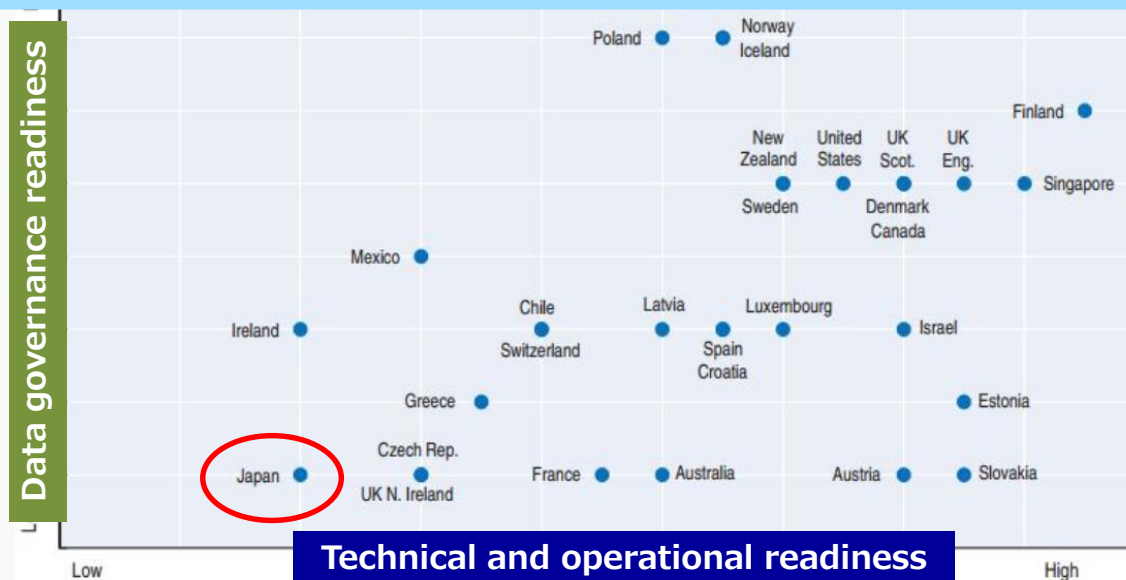 Data governance readiness
Poland
Norway
Iceland
Finland
New
Zealand
United
States
UK
Scot.
UK
Eng.
Singapore
Sweden
Denmark
Canada
Mexico
Chile
Latvia
Luxembourg
Ireland
Switzerland
Spain
Croatia
Israel
Greece
Estonia
Czech Rep.
Japan
UK N. Ireland
France
Australia
Austria
Slovakia
Technical and operational readiness
Low
High